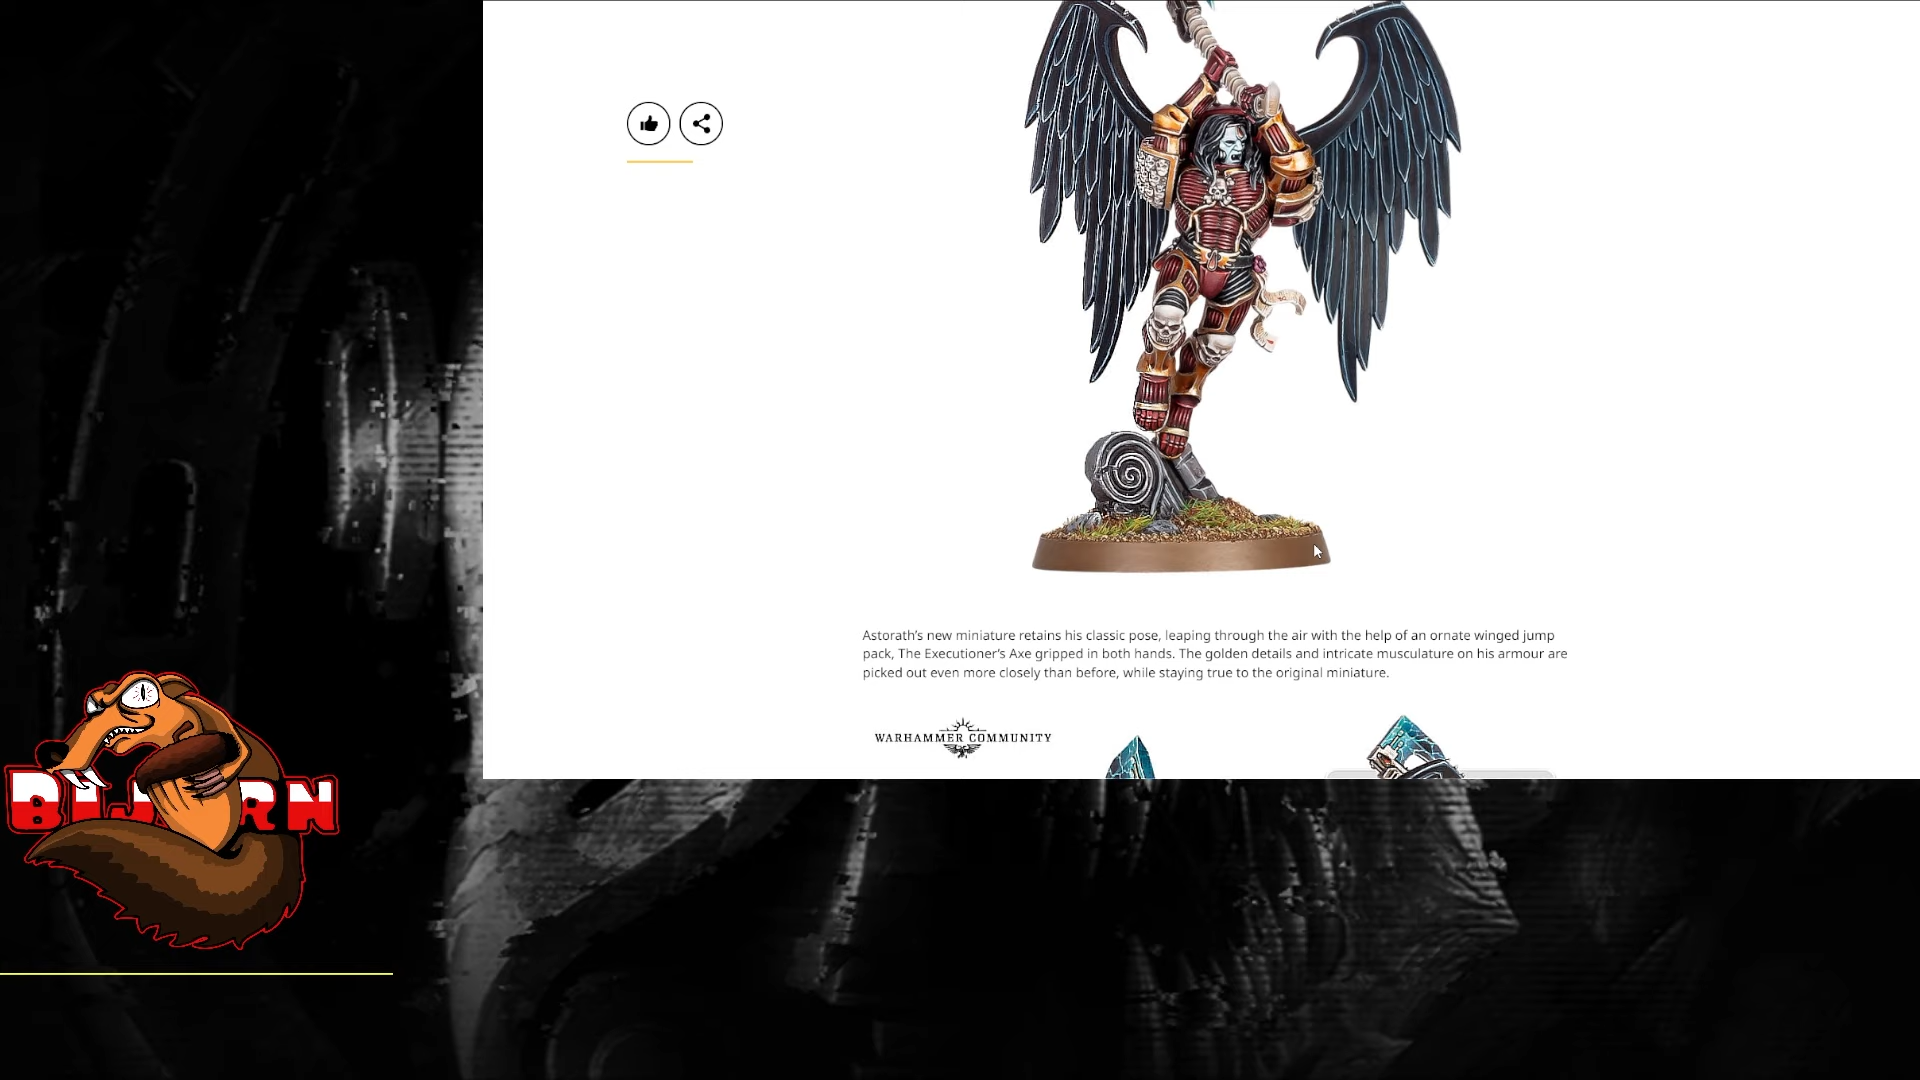 Astorath's new miniature retains his classic pose, leaping through the air with the help of an ornate winged jump
pack, The Executioner's Axe gripped in both hands. The golden details and intricate musculature on his armour are
picked out even more closely than before, while staying true to the original miniature.
WARHAMMER COMMUNITY